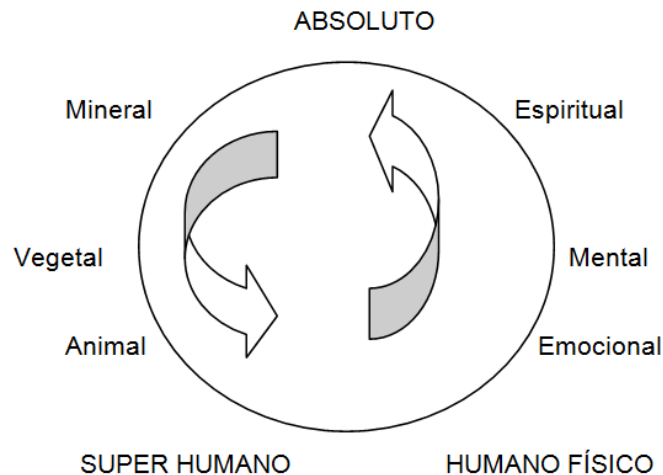 ABSOLUTO
Mineral
Espiritual
Vegetal
Mental
Animal
Emocional
SUPER HUMANO
HUMANO FÍSICO